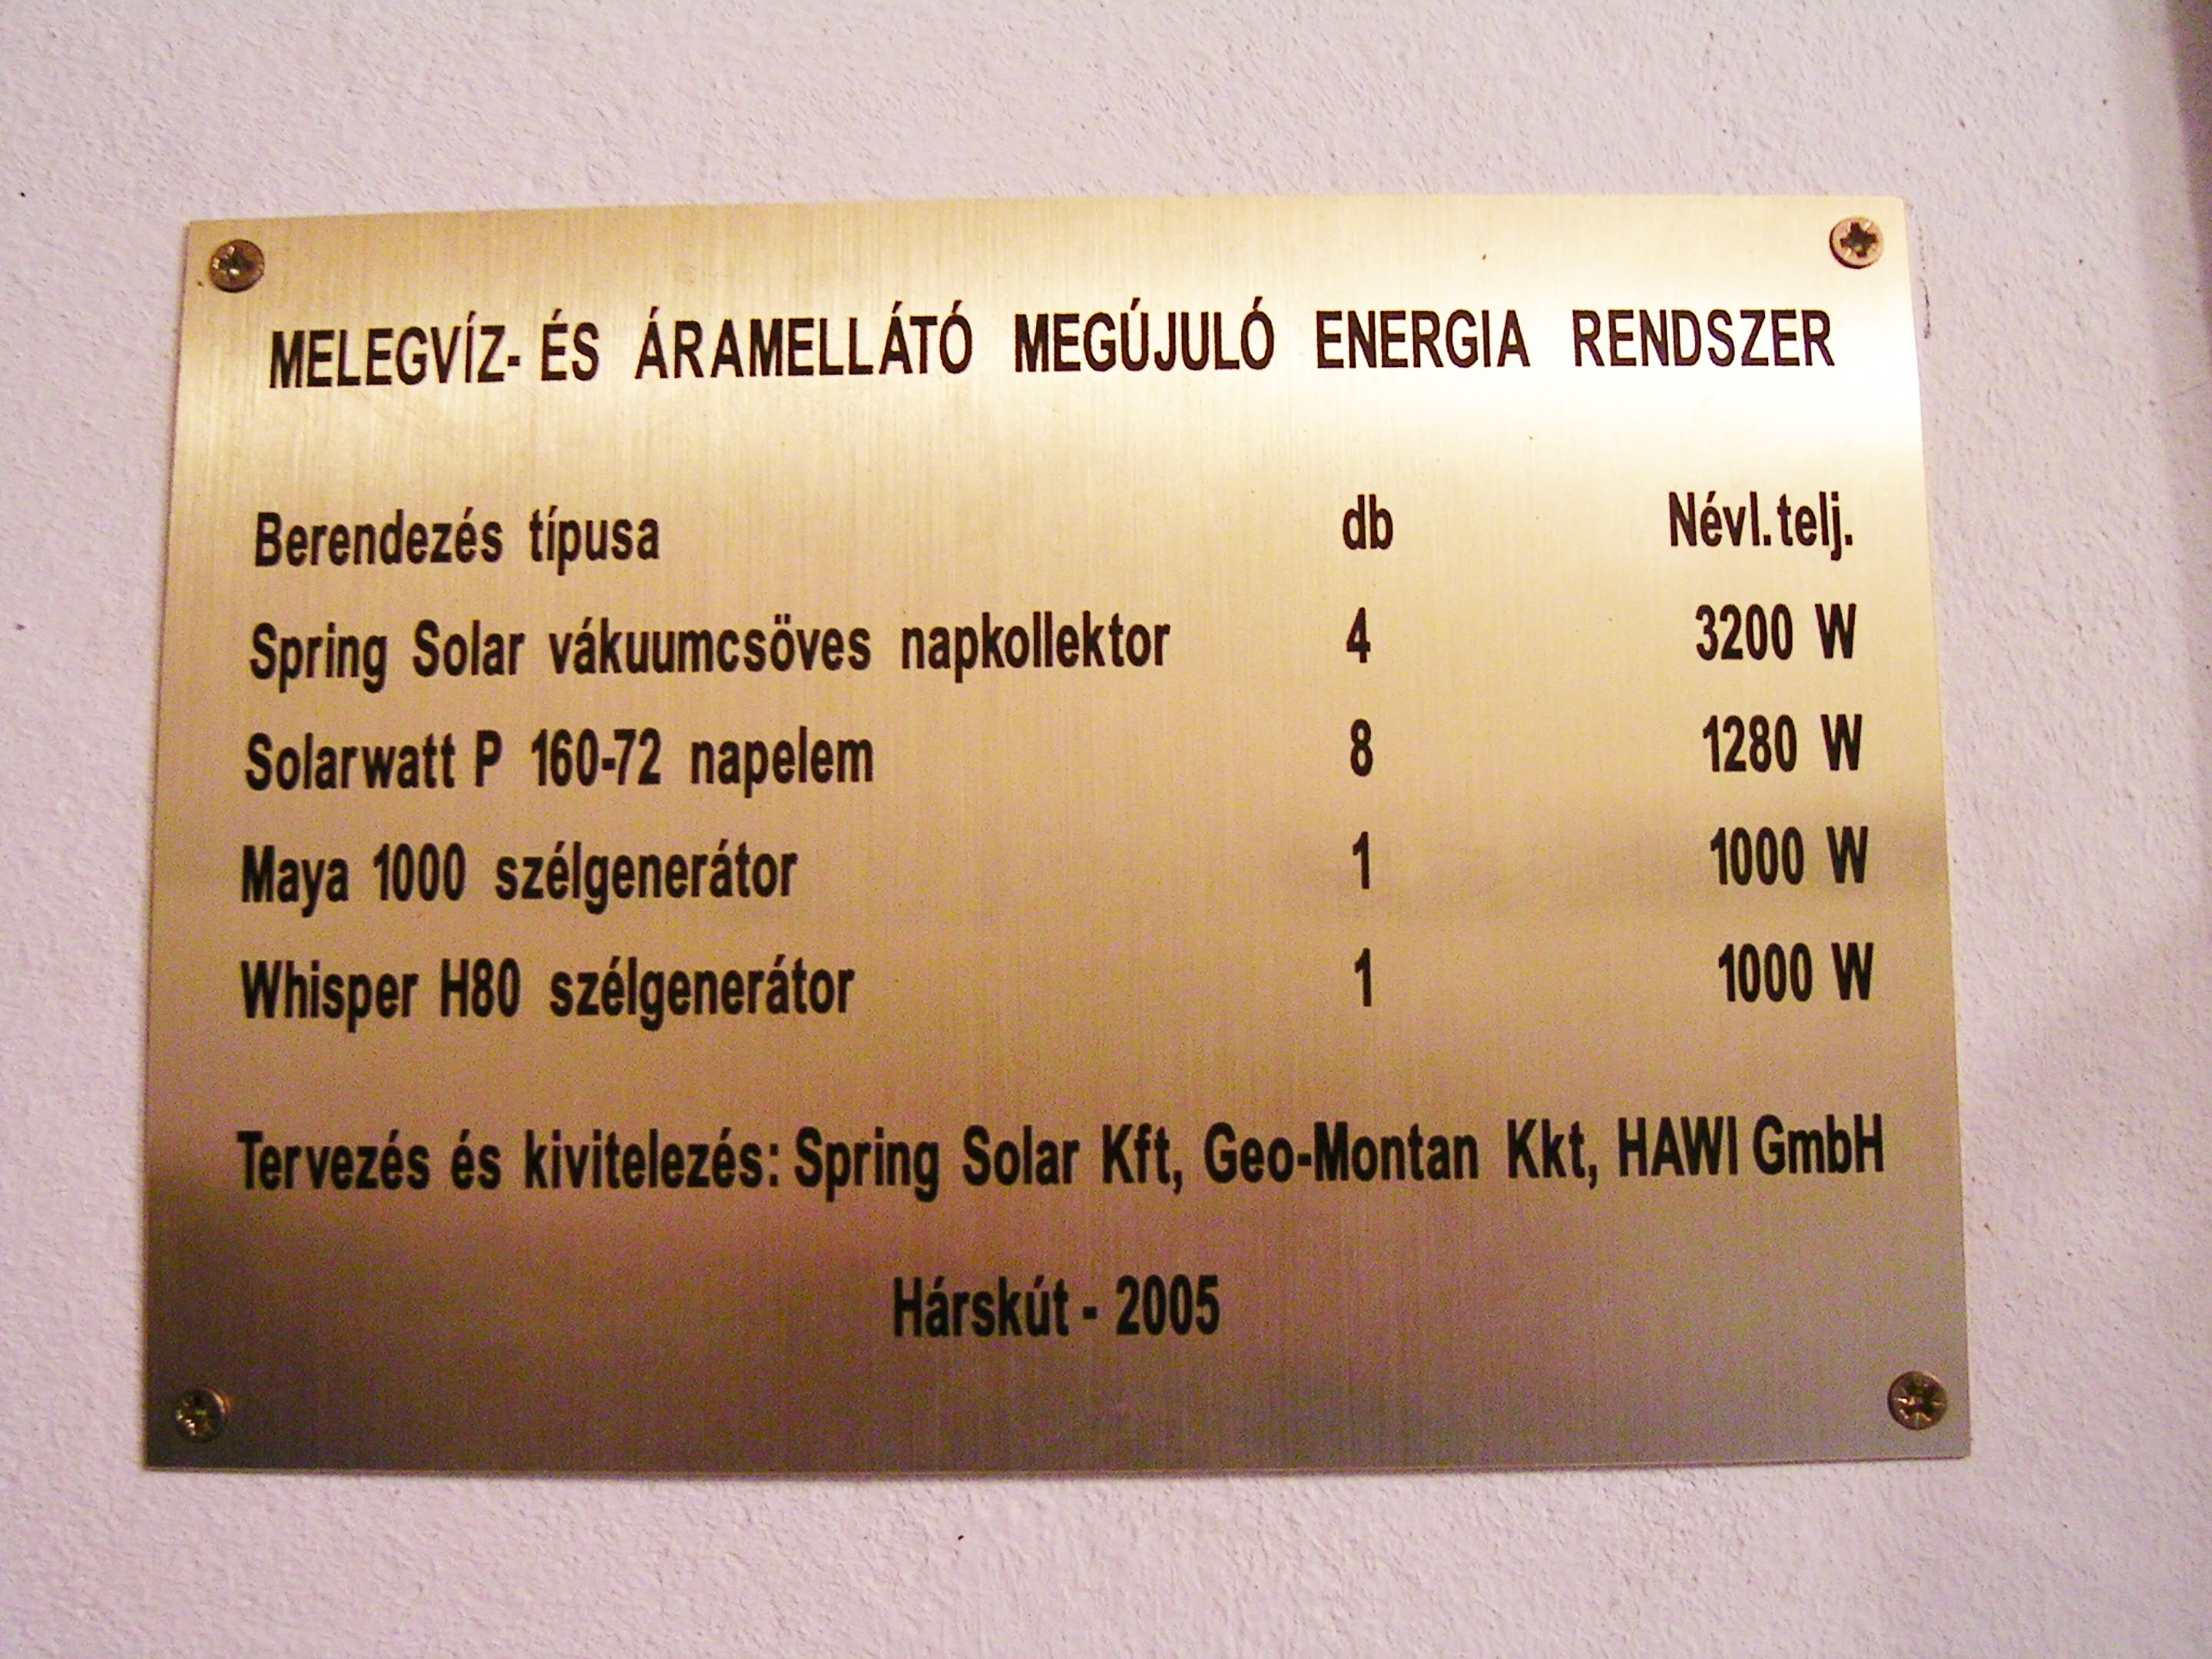 MELEGVÍZ- ÉS ÁRAMELLÁTÓ MEGÚJULÓ ENERGIA RENDSZER
Berendezés típusa db Névl.telj.
Spring Solar vákuumcsöves napkollektor 4 3200 W
Solarwatt P 160-72 napelem 8 1280 W
Maya 1000 szélgenerátor 1 1000 W
Whisper H80 szélgenerátor 1 1000 W
Tervezés és kivitelezés: Spring Solar Kft, Geo-Montan Kkt, HAWI GmbH
Hárskút - 2005